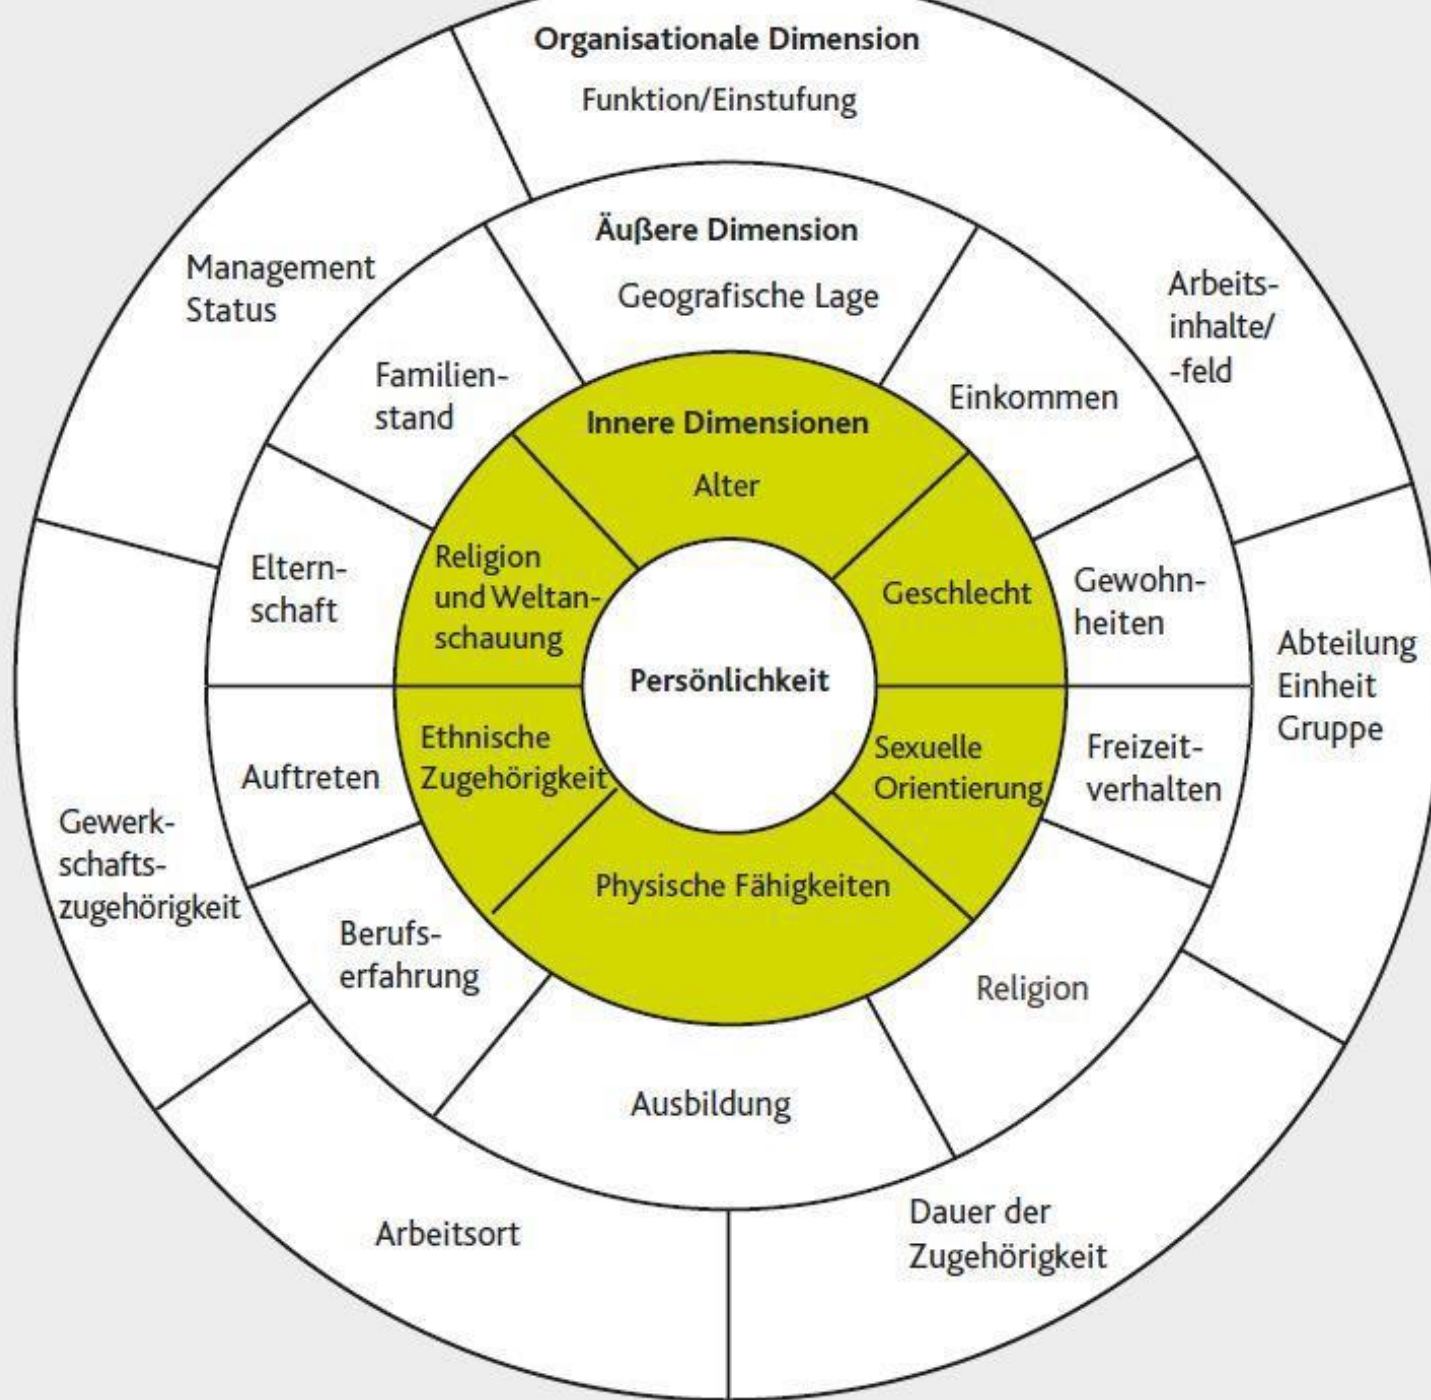 Organisationale Dimension
Funktion/Einstufung
Management
Status
Arbeits-
inhalte/
-feld
Abteilung
Einheit
Gruppe
Dauer der
Zugehörigkeit
Arbeitsort
Gewerk-
schafts-
zugehörigkeit
Äußere Dimension
Geografische Lage
Familien-
stand
Einkommen
Gewohn-
heiten
Freizeit-
verhalten
Religion
Ausbildung
Berufs-
erfahrung
Auftreten
Eltern-
schaft
Innere Dimensionen
Alter
Religion
und Weltan-
schauung
Geschlecht
Sexuelle
Orientierung
Physische Fähigkeiten
Ethnische
Zugehörigkeit
Persönlichkeit